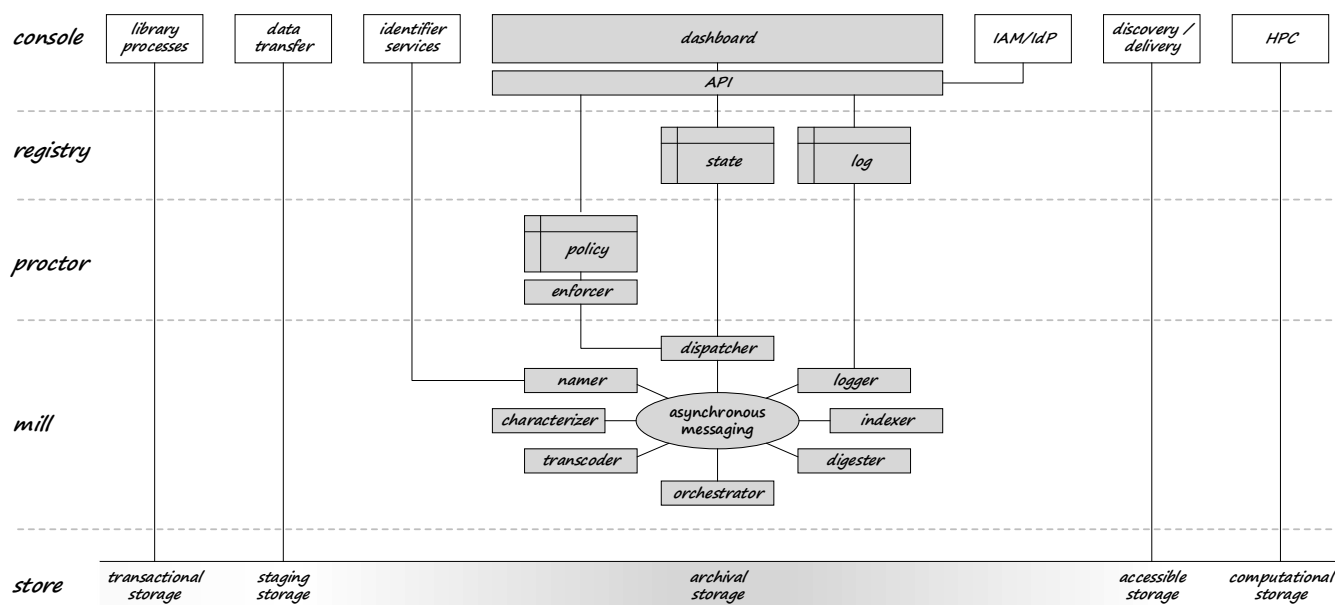 console
library
processes
data
transfer
identifier
services
dashboard
IAM/IdP
discovery /
delivery
HPC
API
registry
state
log
proctor
policy
enforcer
mill
dispatcher
namer
logger
characterizer
asynchronous
messaging
indexer
transcoder
digester
orchestrator
store
transactional
storage
staging
storage
archival
storage
accessible
storage
computational
storage